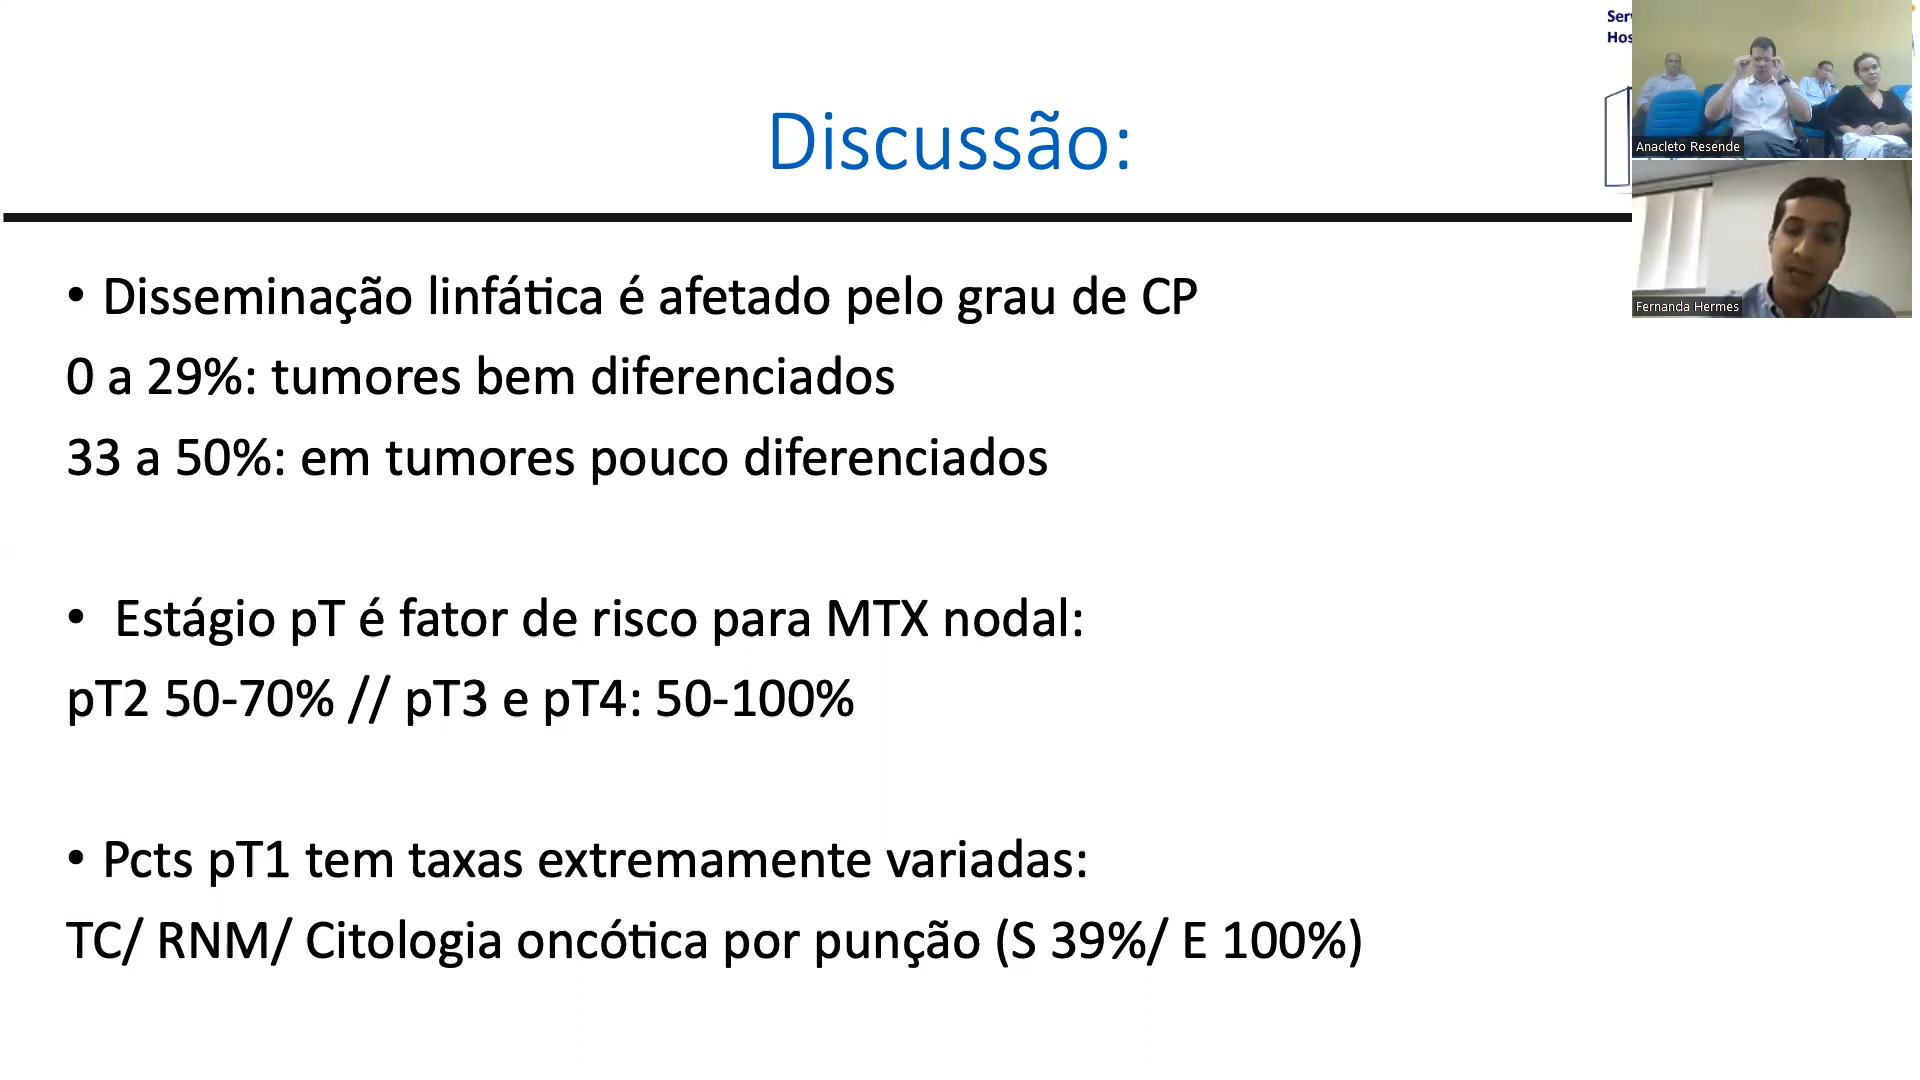 Ser
Hos
Discussão:
Anacleto Resende
Fernanda Hermes
• Disseminação linfática é afetado pelo grau de CP
0 a 29%: tumores bem diferenciados
33 a 50%: em tumores pouco diferenciados
• Estágio pT é fator de risco para MTX nodal:
pT2 50-70% // pT3 e pT4: 50-100%
• Pcts pT1 tem taxas extremamente variadas:
TC/ RNM/ Citologia oncótica por punção (S 39%/ E 100%)